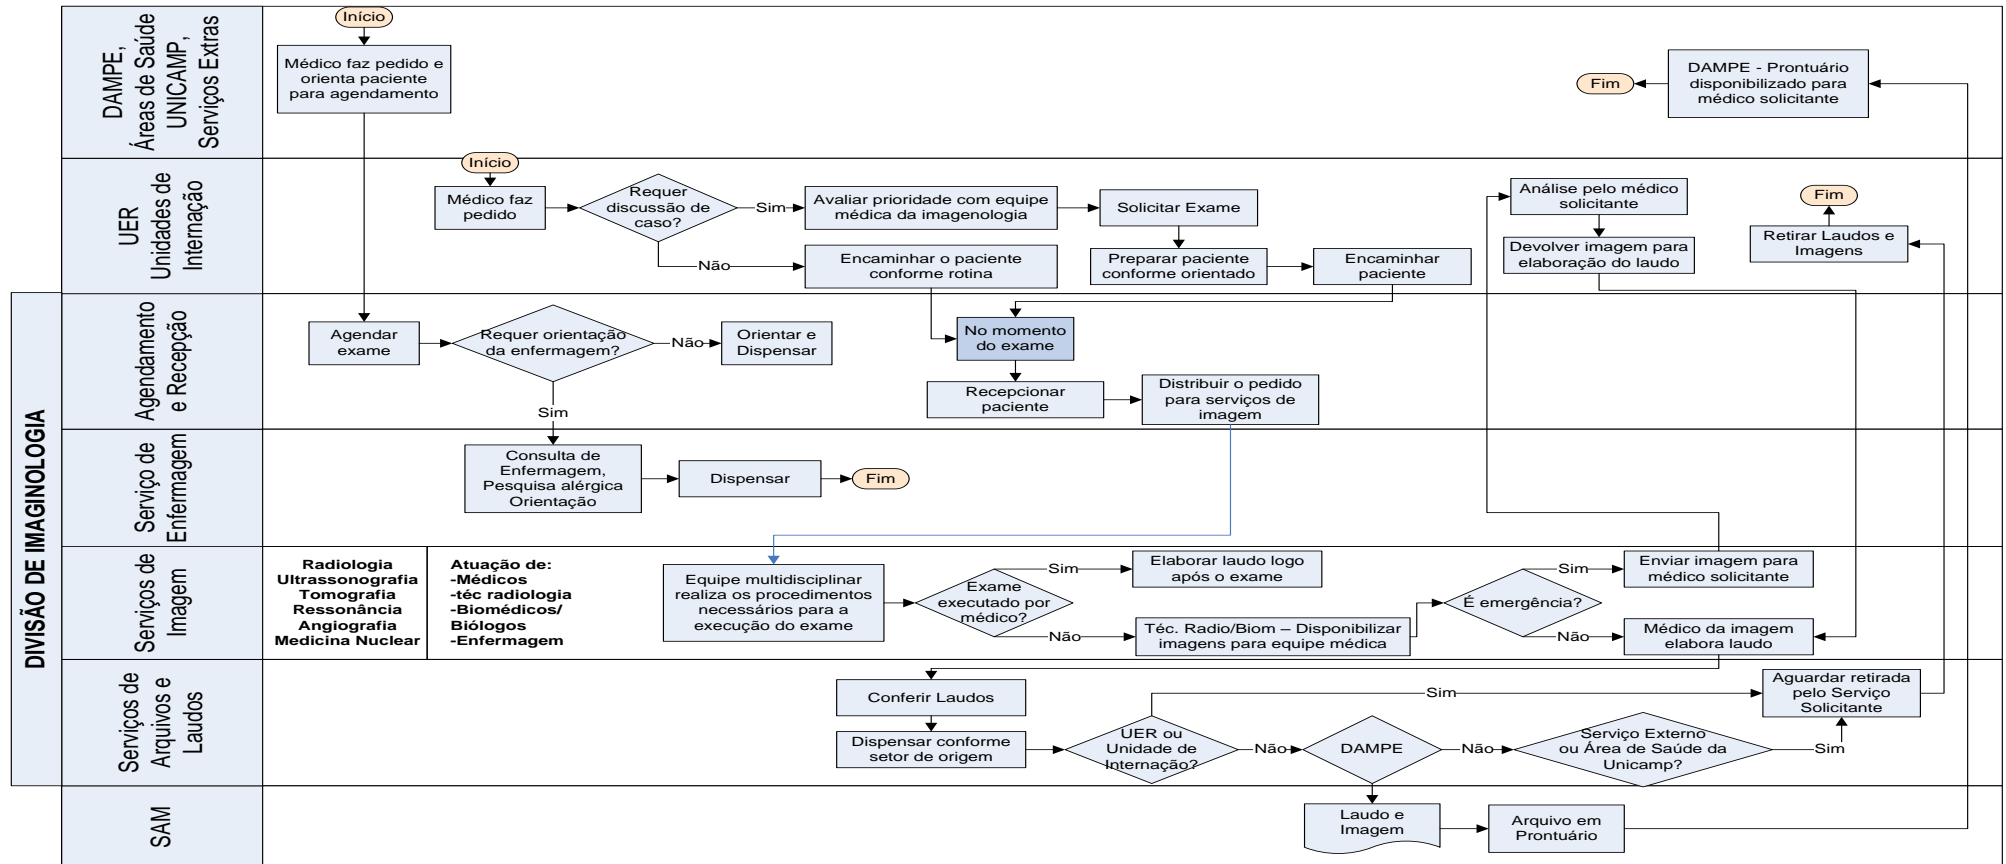 DIVISÃO DE IMAGINOLOGIA
DAMPE,
Áreas de Saúde
UNICAMP,
Serviços Extras
Início
Médico faz pedido e
orienta paciente
para agendamento
Fim
DAMPE - Prontuário
disponibilizado para
médico solicitante
UER
Unidades de
Internação
Início
Médico faz
pedido
Requer
discussão de
caso?
Sim
Avaliar prioridade com equipe
médica da imagenologia
Solicitar Exame
Não
Encaminhar o paciente
conforme rotina
Preparar paciente
conforme orientado
Encaminhar
paciente
Análise pelo médico
solicitante
Devolver imagem para
elaboração do laudo
Fim
Retirar Laudos e
Imagens
Agendamento
e Recepção
Agendar
exame
Requer orientação
da enfermagem?
Não
Orientar e
Dispensar
Sim
No momento
do exame
Recepcionar
paciente
Distribuir o pedido
para serviços de
imagem
Serviço de
Enfermagem
Consulta de
Enfermagem,
Pesquisa alérgica
Orientação
Dispensar
Fim
Serviços de
Imagem
Radiologia
Ultrassonografia
Tomografia
Ressonância
Angiografia
Medicina Nuclear
Atuação de:
-Médicos
-téc radiologia
-Biomédicos/
Biólogos
-Enfermagem
Equipe multidisciplinar
realiza os procedimentos
necessários para a
execução do exame
Exame
executado por
médico?
Sim
Elaborar laudo logo
após o exame
Não
Téc. Radio/Biom – Disponibilizar
imagens para equipe médica
É emergência?
Sim
Enviar imagem para
médico solicitante
Não
Médico da imagem
elabora laudo
Serviços de
Arquivos e
Laudos
Conferir Laudos
Dispensar conforme
setor de origem
UER ou
Unidade de
Internação?
Sim
Não
DAMPE
Não
Serviço Externo
ou Área de Saúde da
Unicamp?
Sim
Aguardar retirada
pelo Serviço
Solicitante
SAM
Laudo e
Imagem
Arquivo em
Prontuário